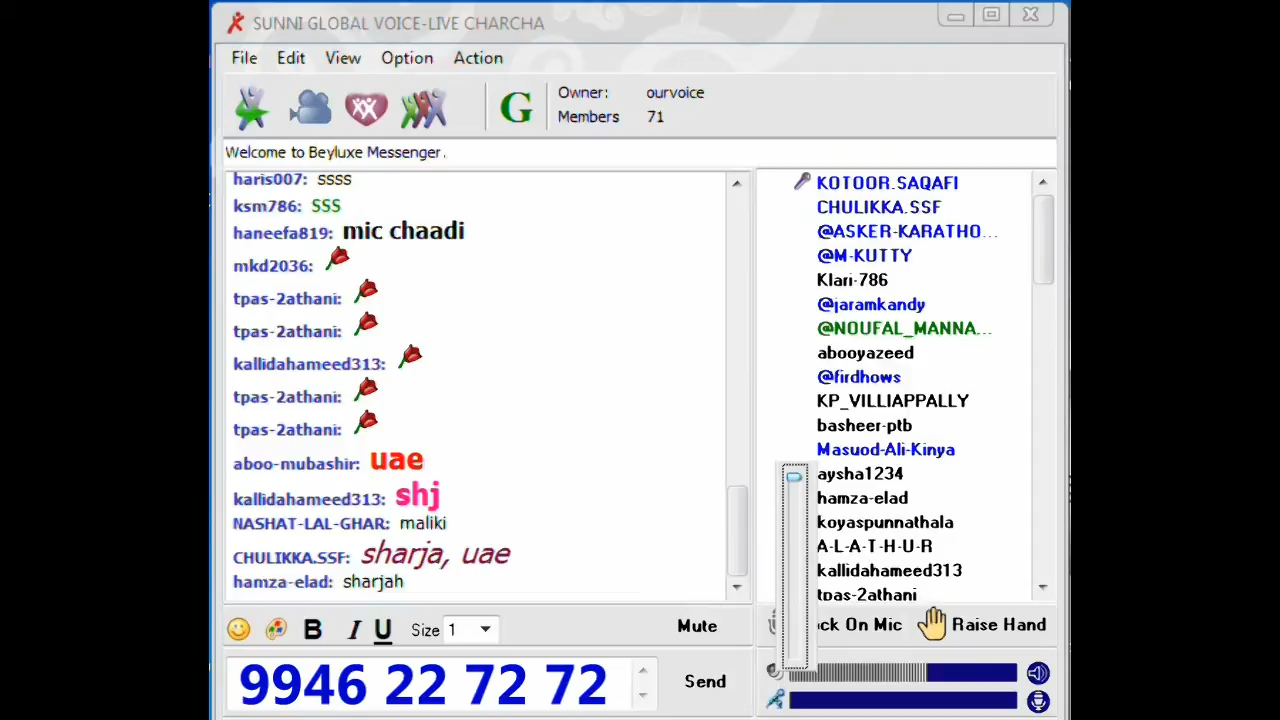 SUNNI GLOBAL VOICE-LIVE CHARCHA
File Edit View Option Action
G
Owner: ourvoice
Members 71
Welcome to Beyluxe Messenger.
haris007: ssss
ksm786: SSS
haneefa819: mic chaadi
mkd2036:
tpas-2athani:
tpas-2athani:
kallidahameed313:
tpas-2athani:
tpas-2athani:
aboo-mubashir: uae
kallidahameed313: shj
NASHAT-LAL-GHAR: maliki
CHULIKKA.SSF: sharja, uae
hamza-elad: sharjah
KOTOOR.SAQAFI
CHULIKKA.SSF
@ASKER-KARATHO...
@M-KUTTY
Klari-786
@jaramkandy
@NOUFAL_MANNA...
abooyazeed
@firdhows
KP_VILLIAPPALLY
basheer-ptb
Masuod-Ali-Kinya
aysha1234
hamza-elad
koyaspunnathala
A-L-A-T-H-U-R
kallidahameed313
tpas-2athani
B I U Size 1 Mute
ck On Mic Raise Hand
9946 22 72 72 Send